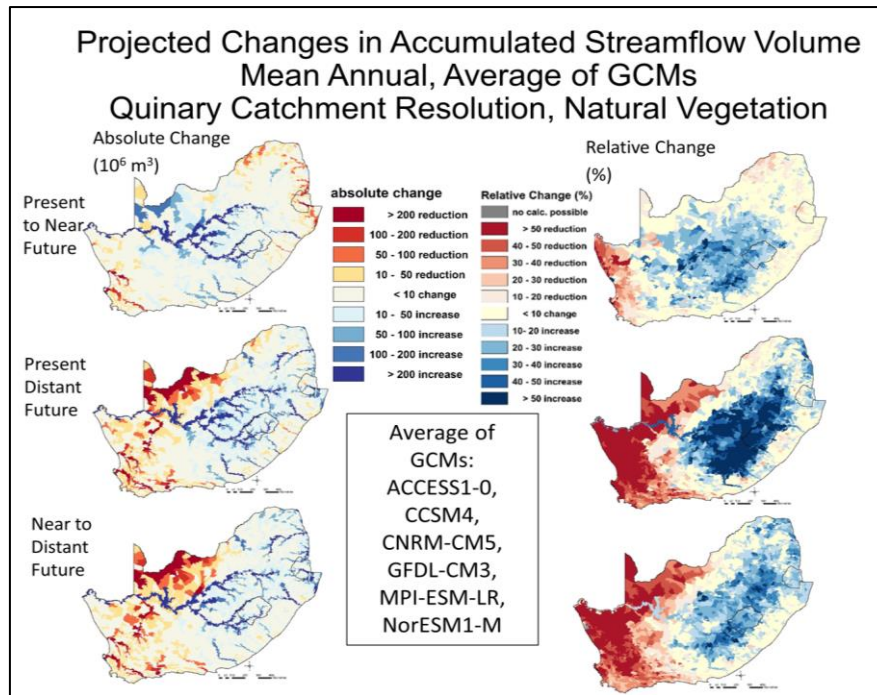 Projected Changes in Accumulated Streamflow Volume
Mean Annual, Average of GCMs
Quinary Catchment Resolution, Natural Vegetation
Absolute Change
(10⁶ m³)
Relative Change
(%)
Present
to Near
Future
absolute change
> 200 reduction
100 - 200 reduction
50 - 100 reduction
10 - 50 reduction
< 10 change
10 - 50 increase
50 - 100 increase
100 - 200 increase
> 200 increase
Relative Change (%)
no calc. possible
> 50 reduction
40 - 50 reduction
30 - 40 reduction
20 - 30 reduction
10 - 20 reduction
< 10 change
10- 20 increase
20 - 30 increase
30 - 40 increase
40 - 50 increase
> 50 increase
Present
Distant
Future
Average of
GCMs:
ACCESS1-0,
CCSM4,
CNRM-CM5,
GFDL-CM3,
MPI-ESM-LR,
NorESM1-M
Near to
Distant
Future